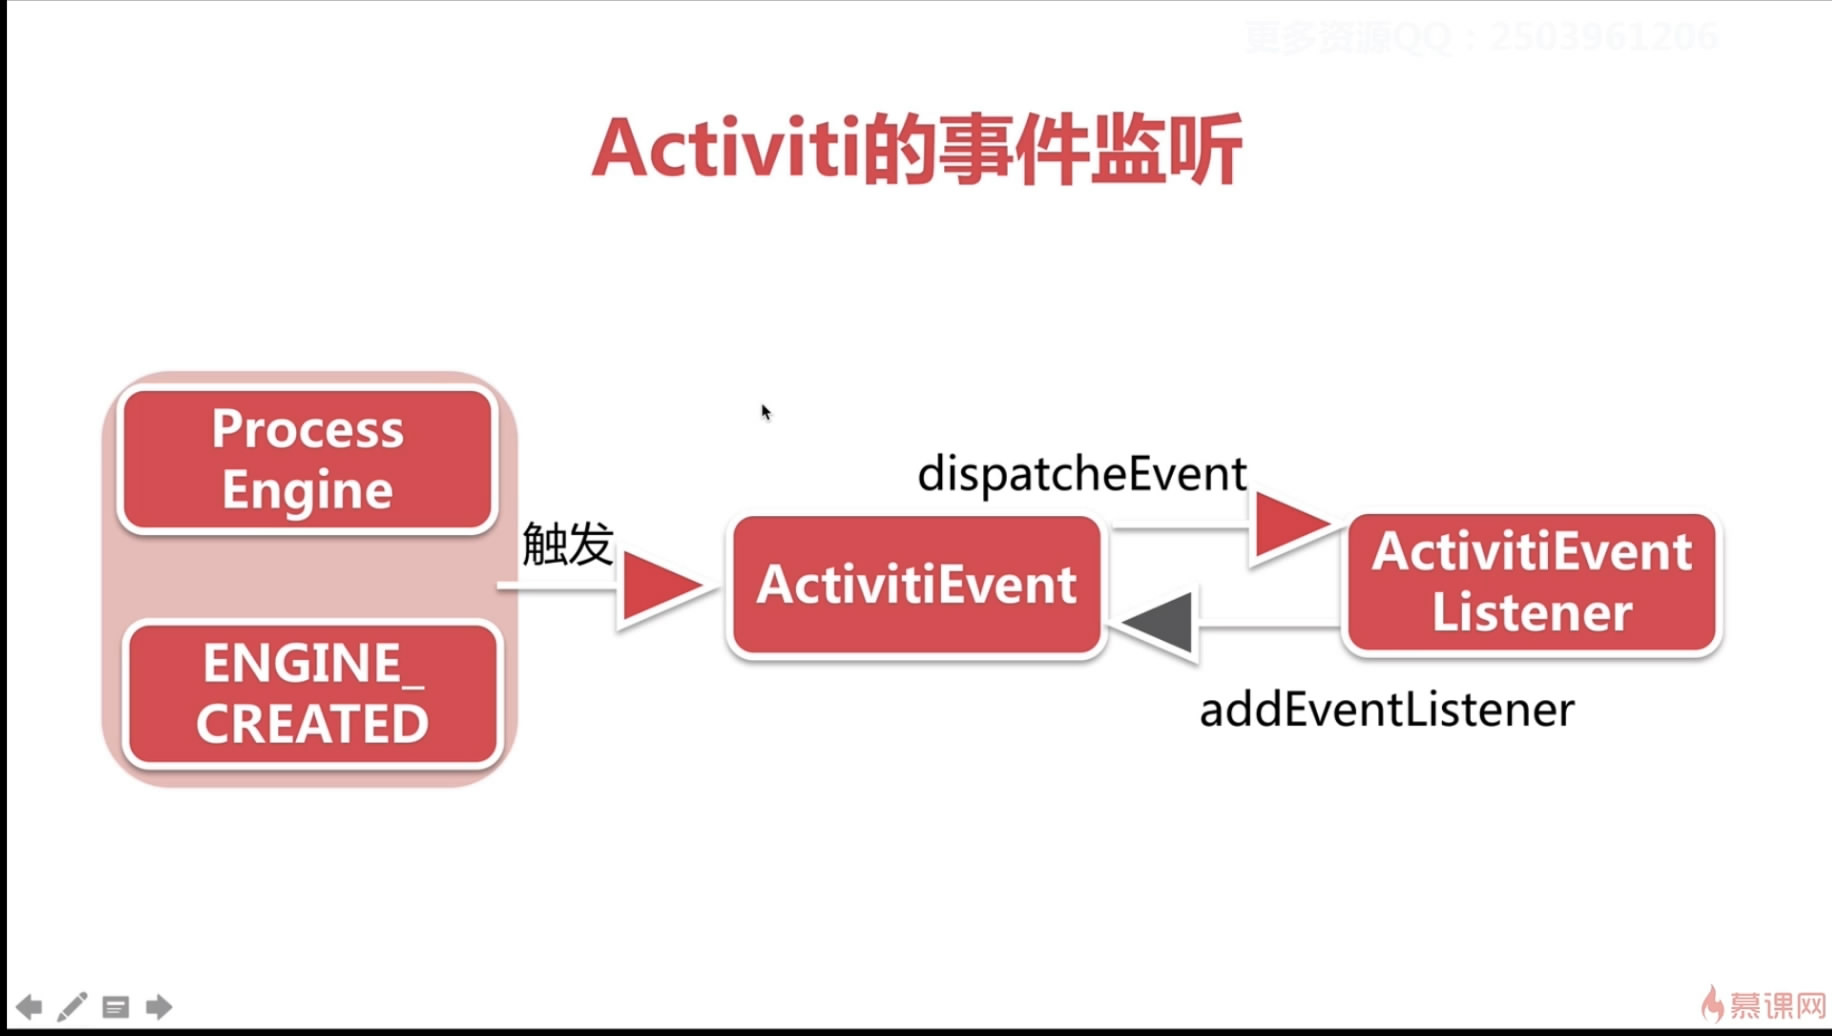 更多资源QQ：2503961206
Activiti的事件监听
Process
Engine
ENGINE_
CREATED
触发
ActivitiEvent
dispatcheEvent
ActivitiEvent
Listener
addEventListener
慕课网